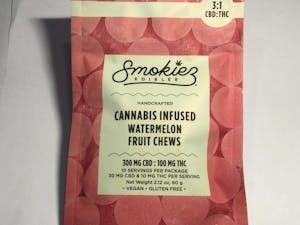 3:1
CBD:THC
Smokiez
EDIBLES
HANDCRAFTED
CANNABIS INFUSED
WATERMELON
FRUIT CHEWS
300 MG CBD : 100 MG THC
10 SERVINGS PER PACKAGE
30 MG CBD & 10 MG THC PER SERVING
Net Weight 2.12 oz, 60 g
• VEGAN • GLUTEN FREE •